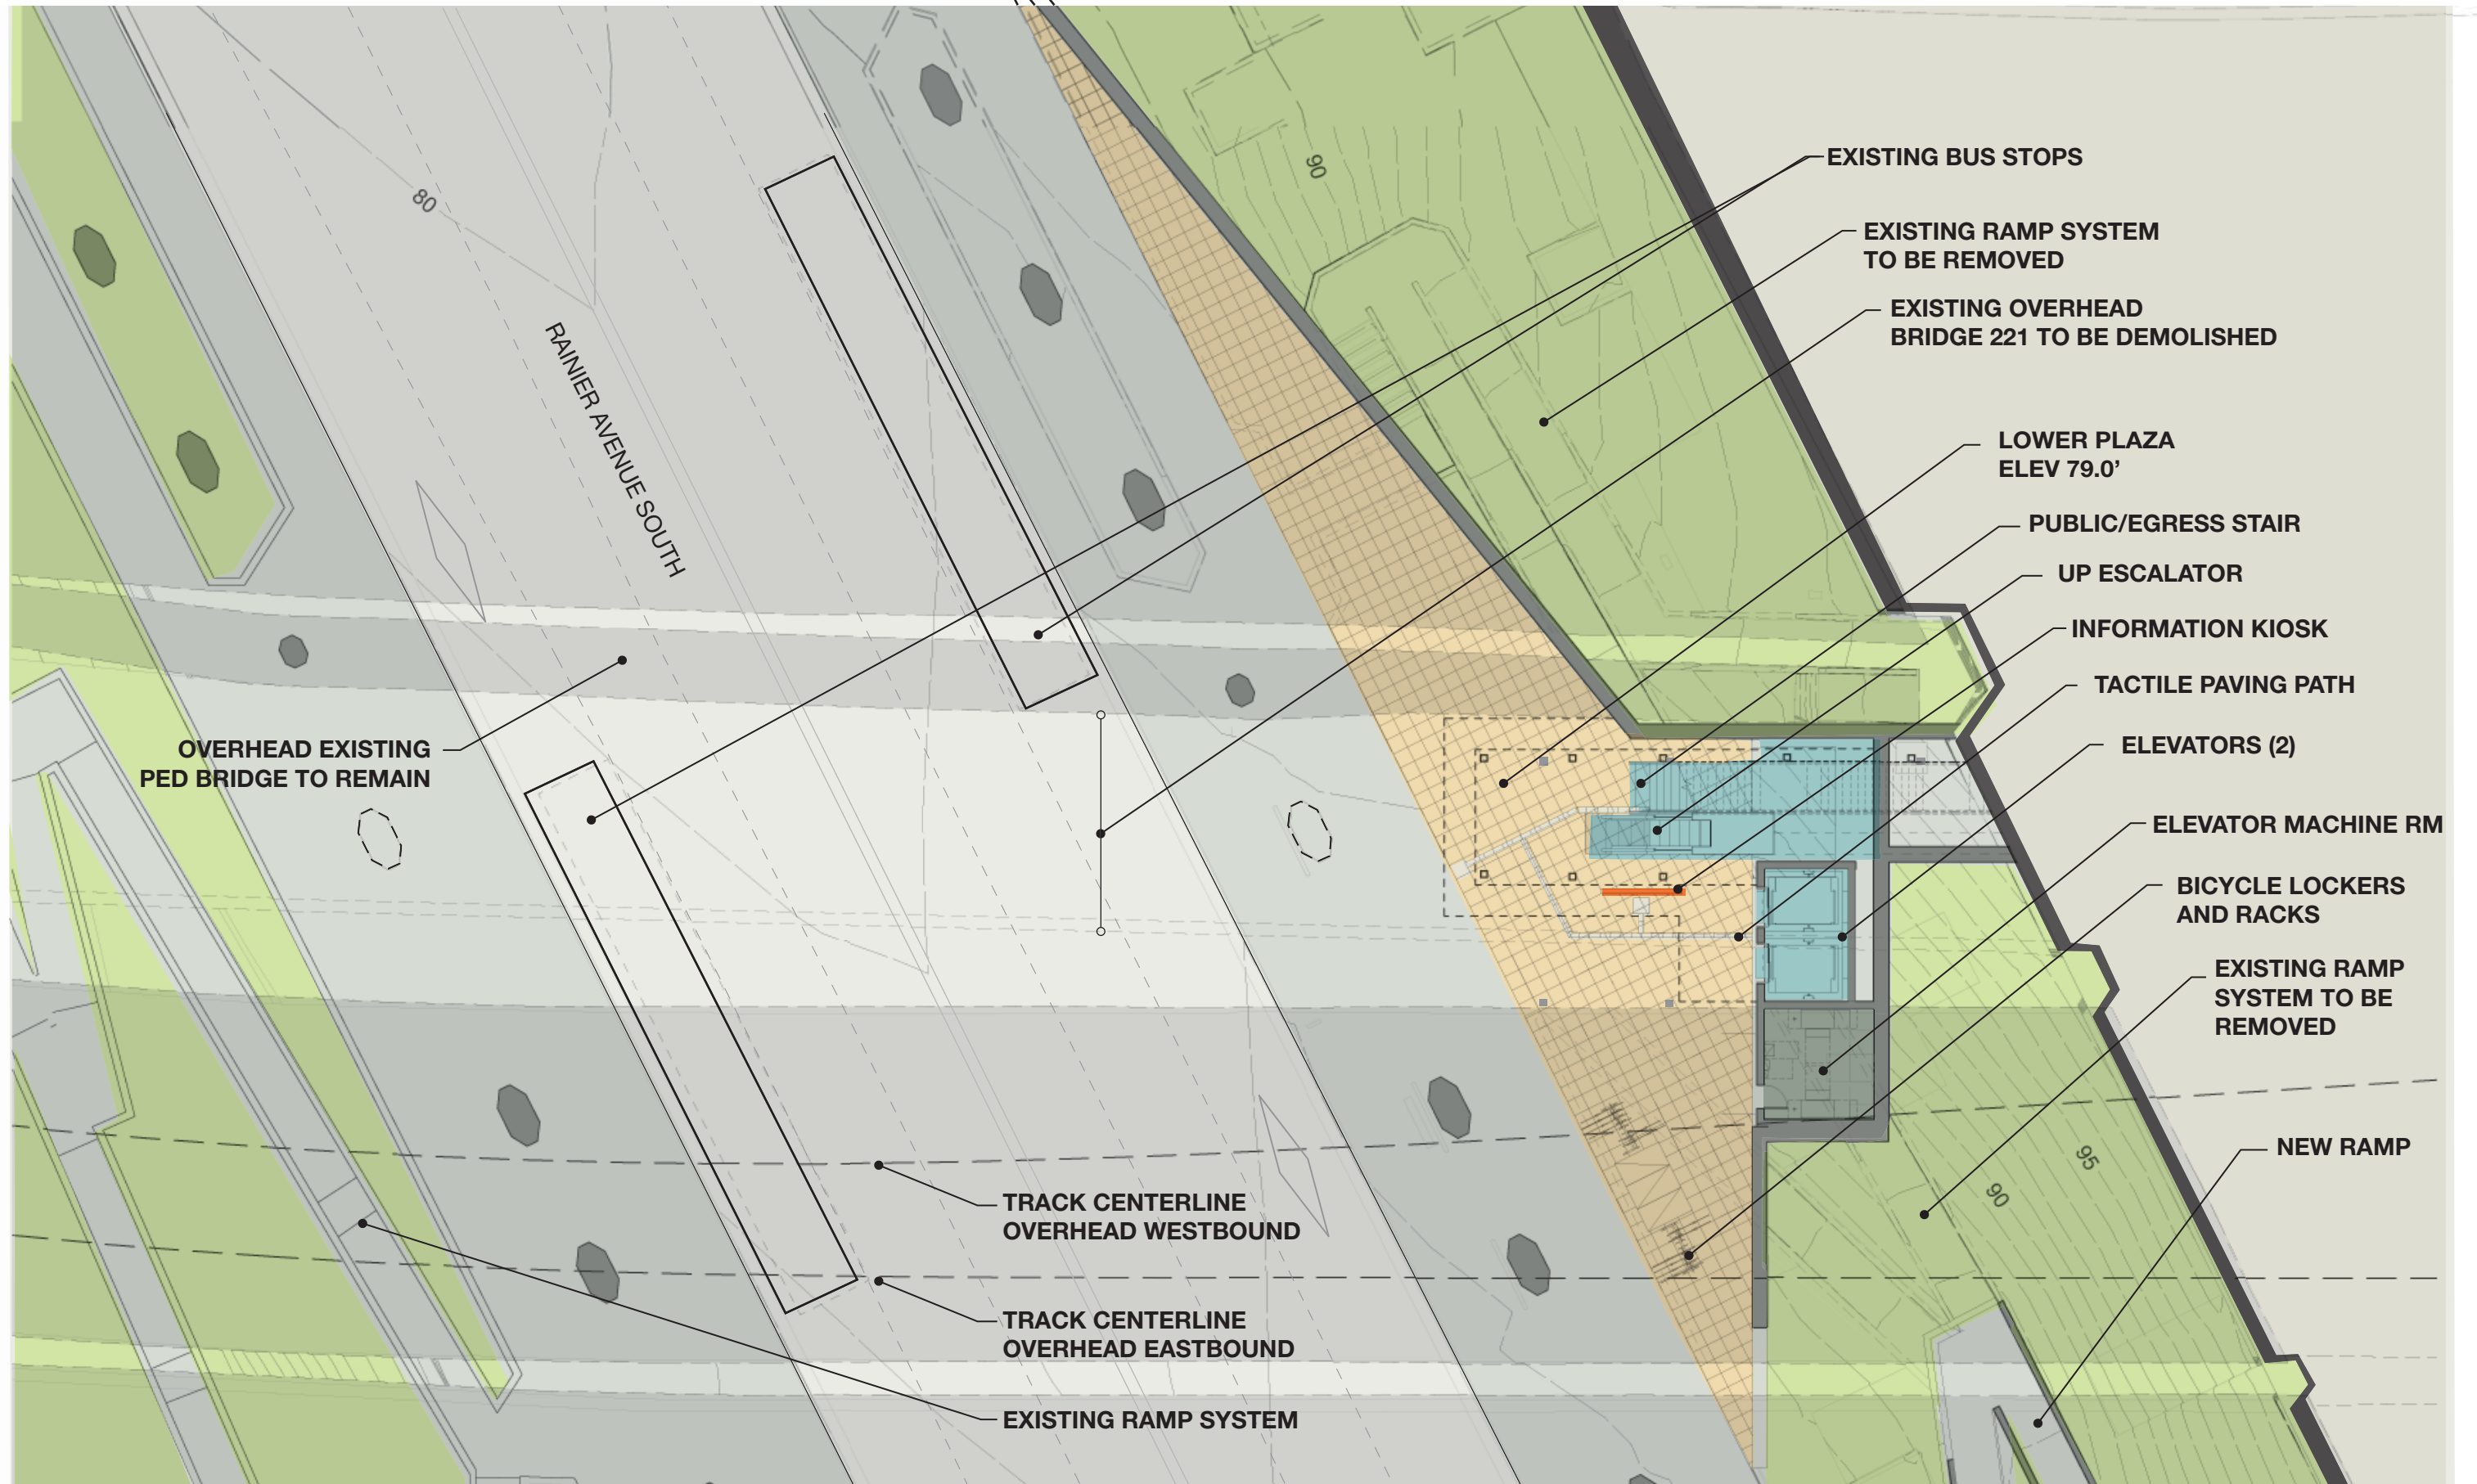 EXISTING BUS STOPS
90
80
EXISTING RAMP SYSTEM
TO BE REMOVED
EXISTING OVERHEAD
BRIDGE 221 TO BE DEMOLISHED
RAINIER AVENUE SOUTH
LOWER PLAZA
ELEV 79.0’
PUBLIC/EGRESS STAIR
UP ESCALATOR
INFORMATION KIOSK
TACTILE PAVING PATH
OVERHEAD EXISTING
PED BRIDGE TO REMAIN
ELEVATORS (2)
ELEVATOR MACHINE RM
BICYCLE LOCKERS
AND RACKS
EXISTING RAMP
SYSTEM TO BE
REMOVED
NEW RAMP
95
90
TRACK CENTERLINE
OVERHEAD WESTBOUND
TRACK CENTERLINE
OVERHEAD EASTBOUND
EXISTING RAMP SYSTEM